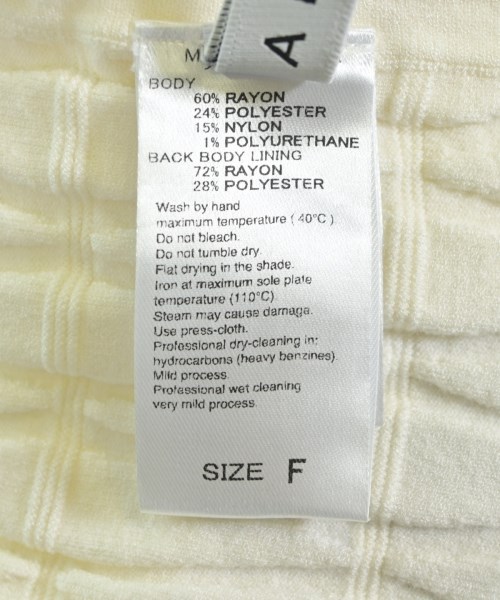 A
BODY
60% RAYON
24% POLYESTER
15% NYLON
1% POLYURETHANE
BACK BODY LINING
72% RAYON
28% POLYESTER
Wash by hand
maximum temperature ( 40°C ).
Do not bleach.
Do not tumble dry.
Flat drying in the shade.
Iron at maximum sole plate
temperature (110°C).
Steam may cause damage.
Use press-cloth.
Professional dry-cleaning in:
hydrocarbons (heavy benzines).
Mild process.
Professional wet cleaning
very mild process.
SIZE F